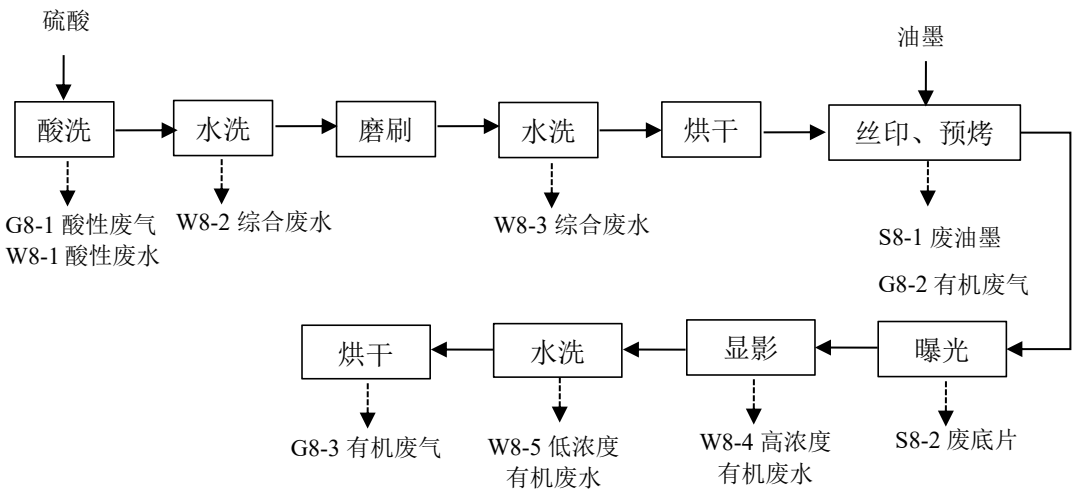 硫酸
油墨
酸洗
水洗
磨刷
水洗
烘干
丝印、预烤
G8-1 酸性废气
W8-1 酸性废水
W8-2 综合废水
W8-3 综合废水
S8-1 废油墨
G8-2 有机废气
烘干
水洗
显影
曝光
G8-3 有机废气
W8-5 低浓度
有机废水
W8-4 高浓度
有机废水
S8-2 废底片